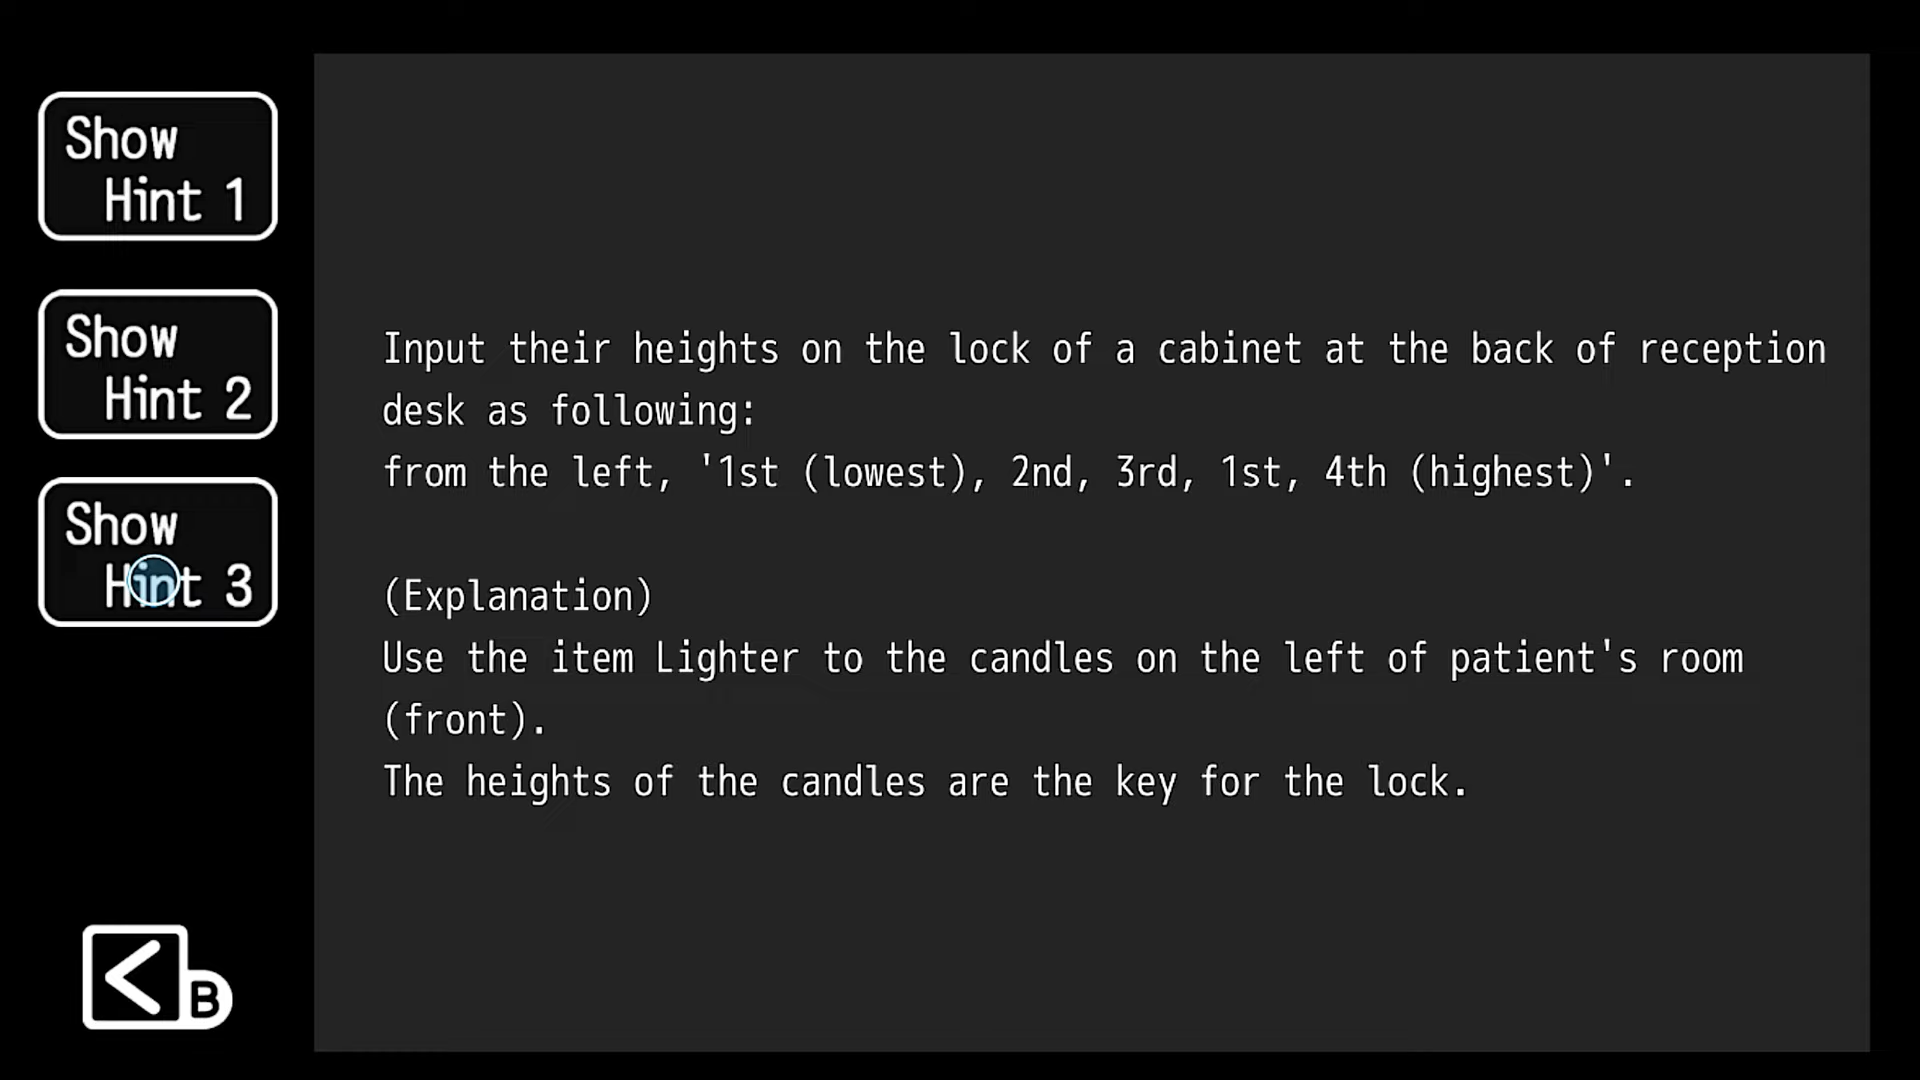 Show
Hint 1
Show
Hint 2
Show
Hint 3
Input their heights on the lock of a cabinet at the back of reception
desk as following:
from the left, '1st (lowest), 2nd, 3rd, 1st, 4th (highest)'.
(Explanation)
Use the item Lighter to the candles on the left of patient's room
(front).
The heights of the candles are the key for the lock.
B